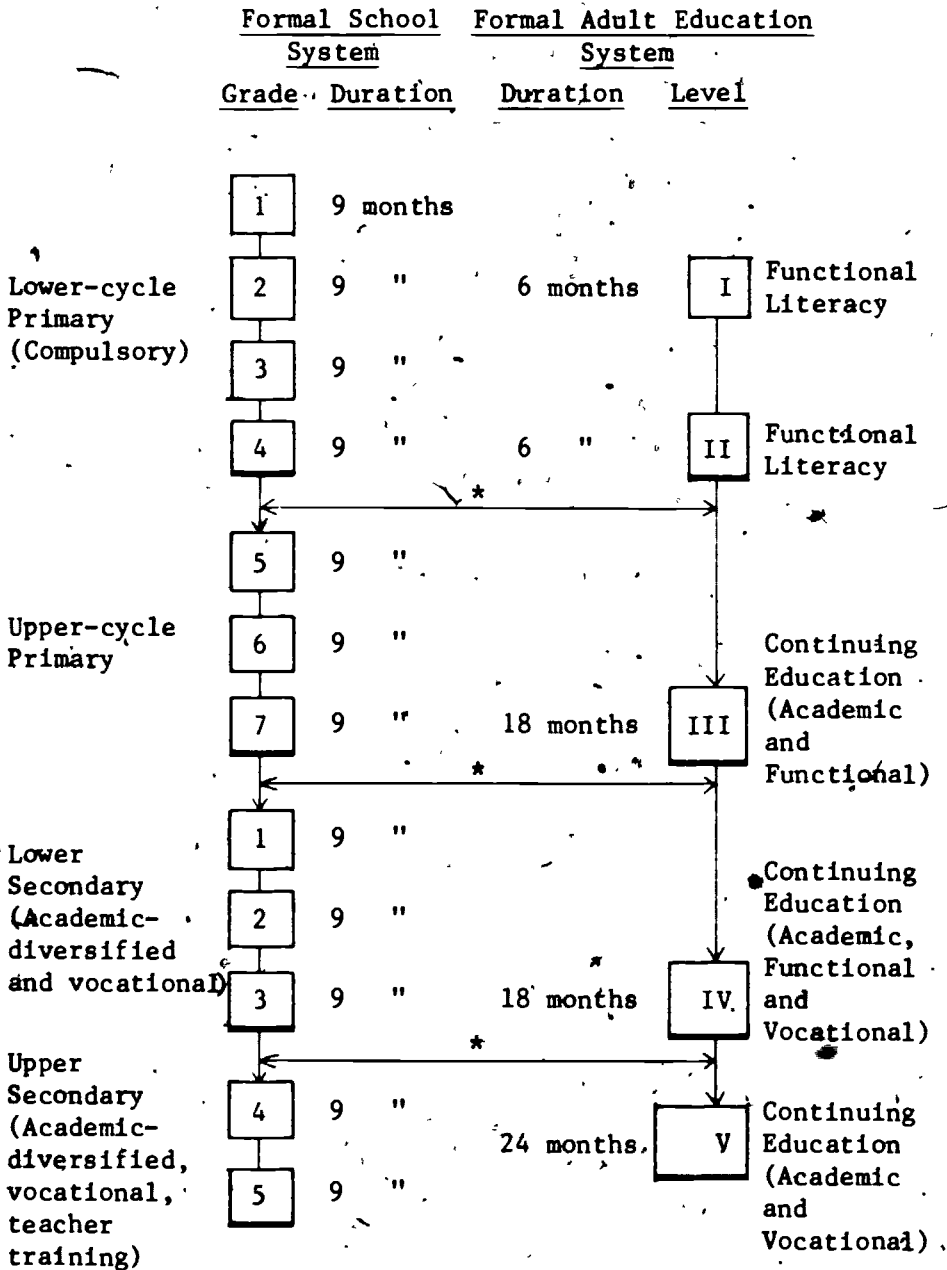 Formal School Formal Adult Education
System System
Grade Duration Duration Level
1 9 months
Lower-cycle
Primary
(Compulsory)
2 9 " 6 months I Functional
Literacy
3 9 "
4 9 " 6 " II Functional
Literacy
*
5 9 "
Upper-cycle
Primary
6 9 "
7 9 " 18 months III
Continuing
Education
(Academic
and
Functional)
*
1 9 "
Lower
Secondary
(Academic-
diversified
and vocational)
2 9 "
3 9 " 18 months IV
Continuing
Education
(Academic,
Functional
and
Vocational)
*
Upper
Secondary
(Academic-
diversified,
vocational,
teacher
training)
4 9 "
24 months V
5 9 "
Continuing
Education
(Academic
and
Vocational)